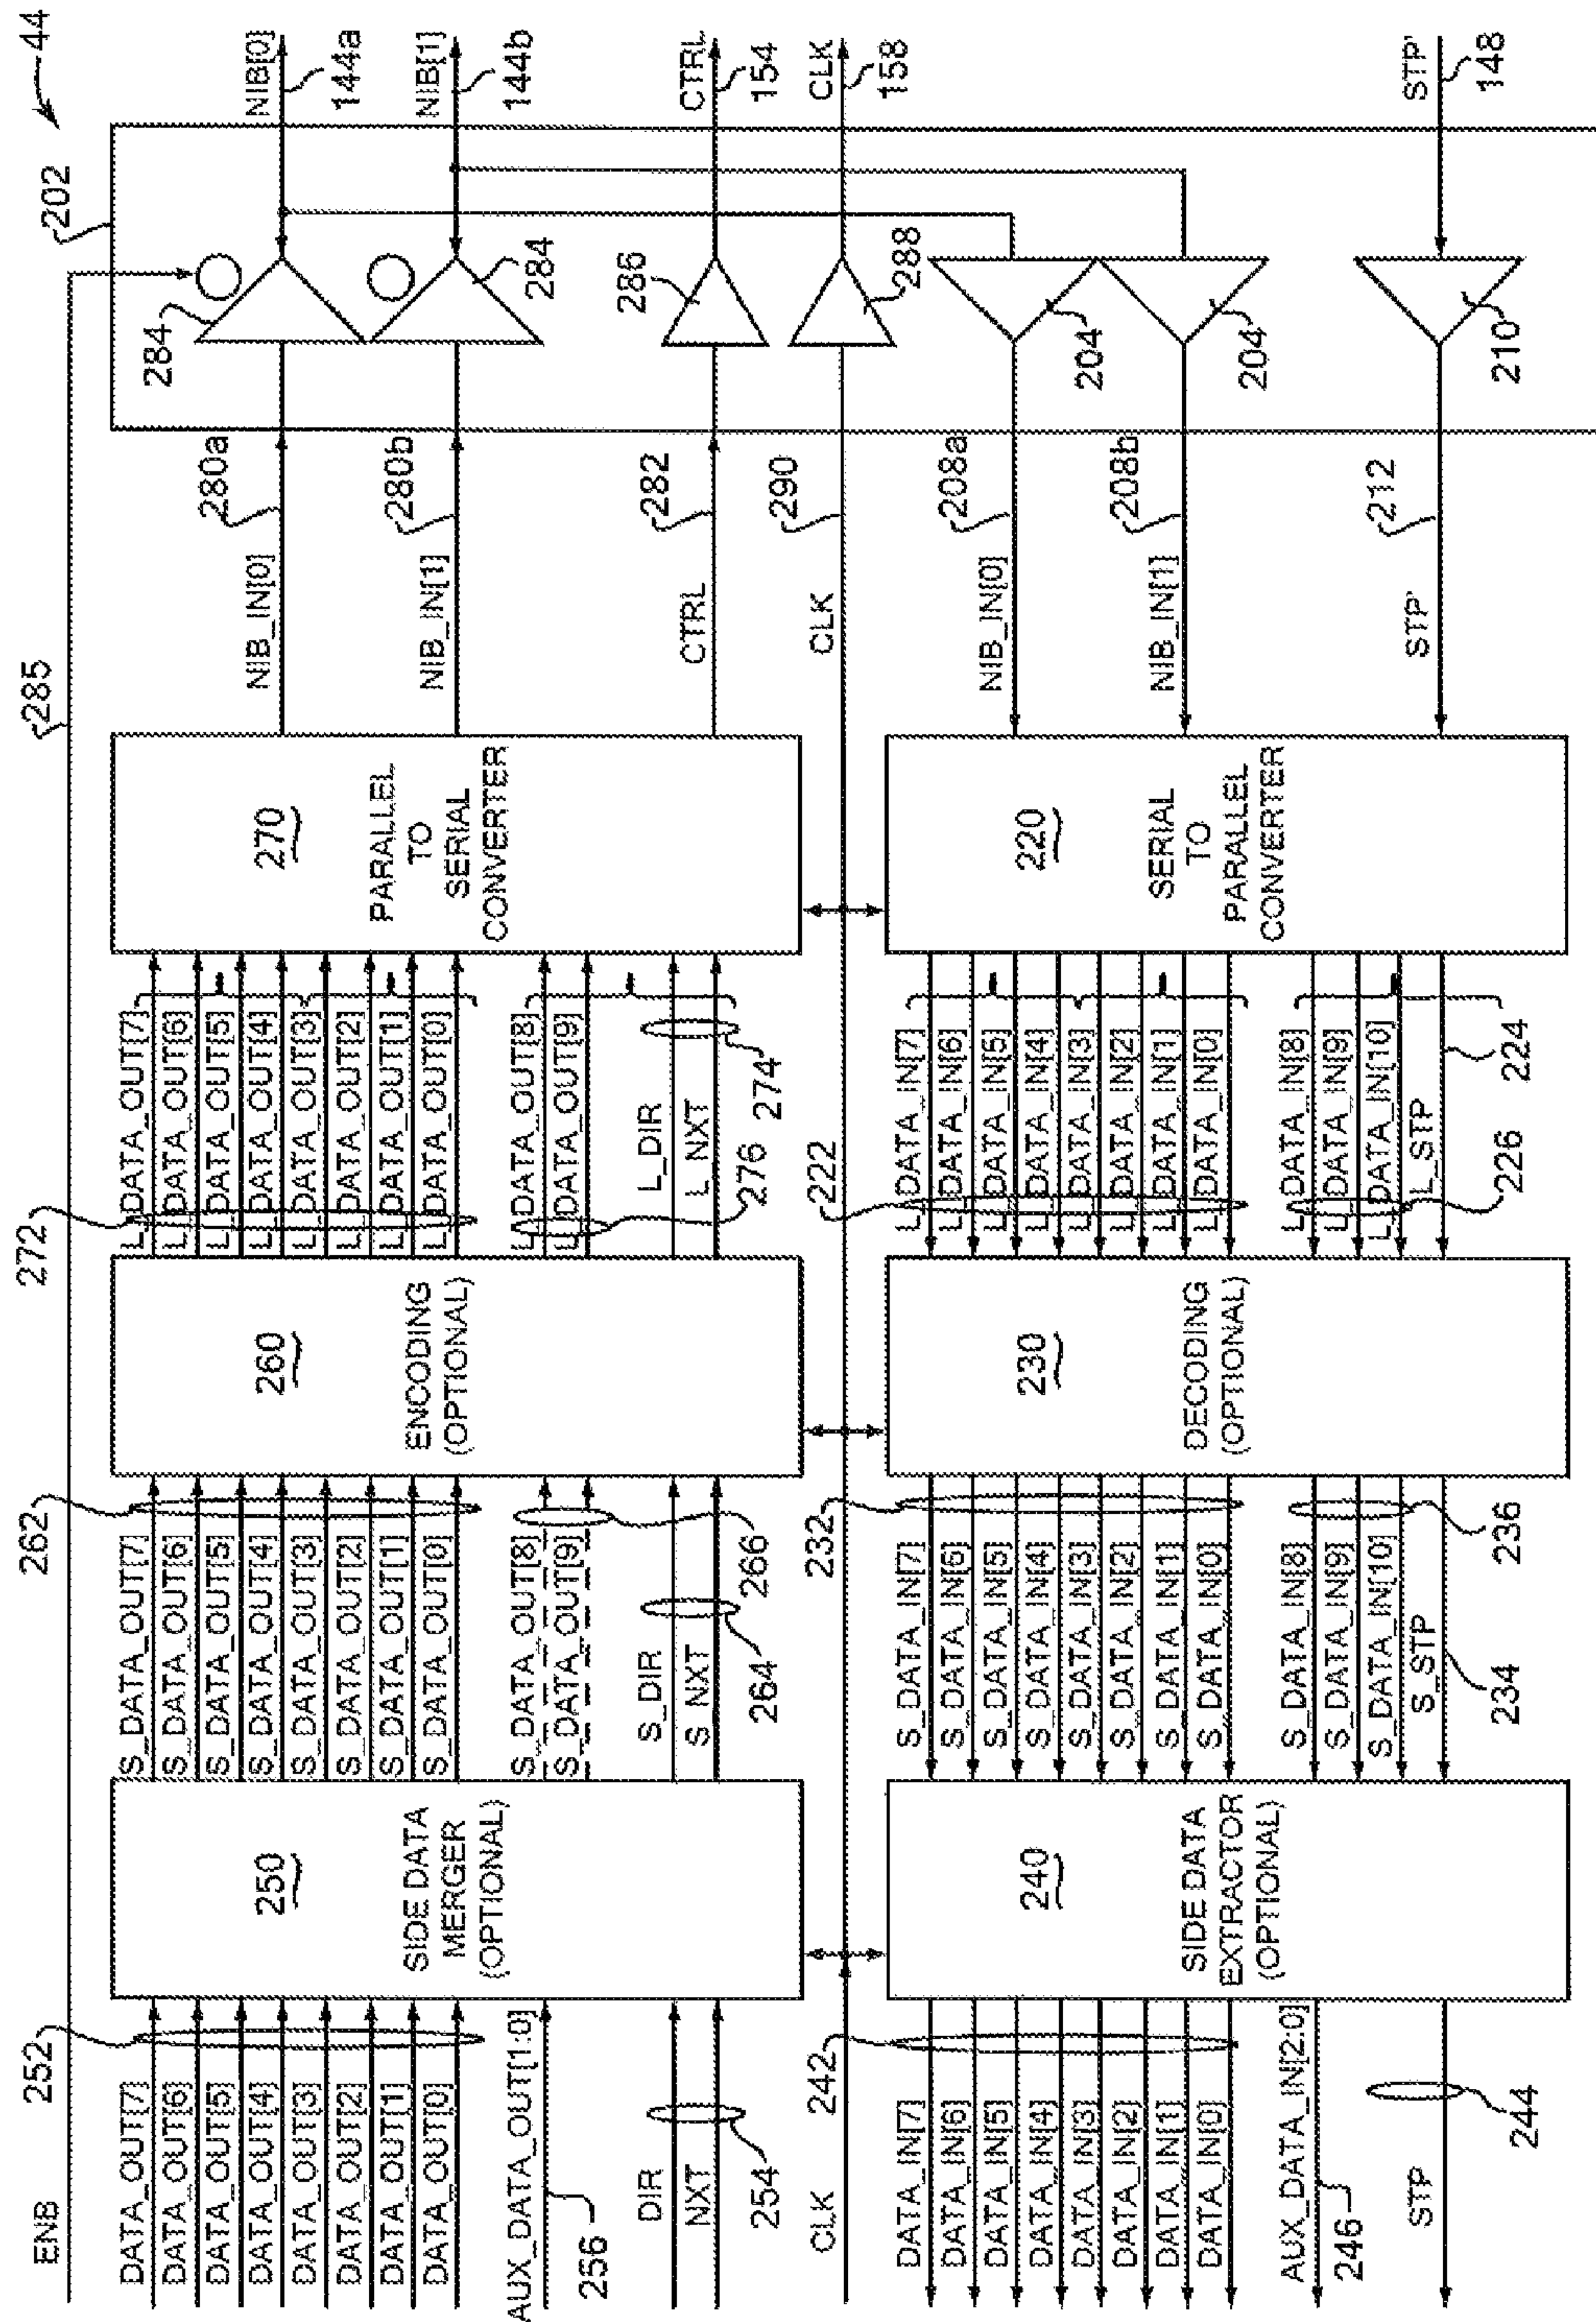 44
ENB
285
252
DATA_OUT[7]
DATA_OUT[6]
DATA_OUT[5]
DATA_OUT[4]
DATA_OUT[3]
DATA_OUT[2]
DATA_OUT[1]
DATA_OUT[0]
AUX_DATA_OUT[1:0]
256
DIR
NXT
254
250
SIDE DATA
MERGER
(OPTIONAL)
262
S_DATA_OUT[7]
S_DATA_OUT[6]
S_DATA_OUT[5]
S_DATA_OUT[4]
S_DATA_OUT[3]
S_DATA_OUT[2]
S_DATA_OUT[1]
S_DATA_OUT[0]
S_DATA_OUT[8]
S_DATA_OUT[9]
266
S_DIR
S_NXT
264
260
ENCODING
(OPTIONAL)
272
L_DATA_OUT[7]
L_DATA_OUT[6]
L_DATA_OUT[5]
L_DATA_OUT[4]
L_DATA_OUT[3]
L_DATA_OUT[2]
L_DATA_OUT[1]
L_DATA_OUT[0]
L_DATA_OUT[8]
L_DATA_OUT[9]
L_DIR
L_NXT
276
274
270
PARALLEL
TO
SERIAL
CONVERTER
280a
NIB_IN[0]
280b
NIB_IN[1]
282
CTRL
202
284
284
286
288
NIB[0]
144a
NIB[1]
144b
CTRL
154
CLK
158
CLK
290
CLK
242
DATA_IN[7]
DATA_IN[6]
DATA_IN[5]
DATA_IN[4]
DATA_IN[3]
DATA_IN[2]
DATA_IN[1]
DATA_IN[0]
AUX_DATA_IN[2:0]
246
STP
244
240
SIDE DATA
EXTRACTOR
(OPTIONAL)
232
S_DATA_IN[7]
S_DATA_IN[6]
S_DATA_IN[5]
S_DATA_IN[4]
S_DATA_IN[3]
S_DATA_IN[2]
S_DATA_IN[1]
S_DATA_IN[0]
S_DATA_IN[8]
S_DATA_IN[9]
S_DATA_IN[10]
S_STP
236
234
230
DECODING
(OPTIONAL)
222
L_DATA_IN[7]
L_DATA_IN[6]
L_DATA_IN[5]
L_DATA_IN[4]
L_DATA_IN[3]
L_DATA_IN[2]
L_DATA_IN[1]
L_DATA_IN[0]
L_DATA_IN[8]
L_DATA_IN[9]
L_DATA_IN[10]
L_STP
226
224
220
SERIAL
TO
PARALLEL
CONVERTER
208a
NIB_IN[0]
208b
NIB_IN[1]
212
STP'
204
204
210
STP'
148